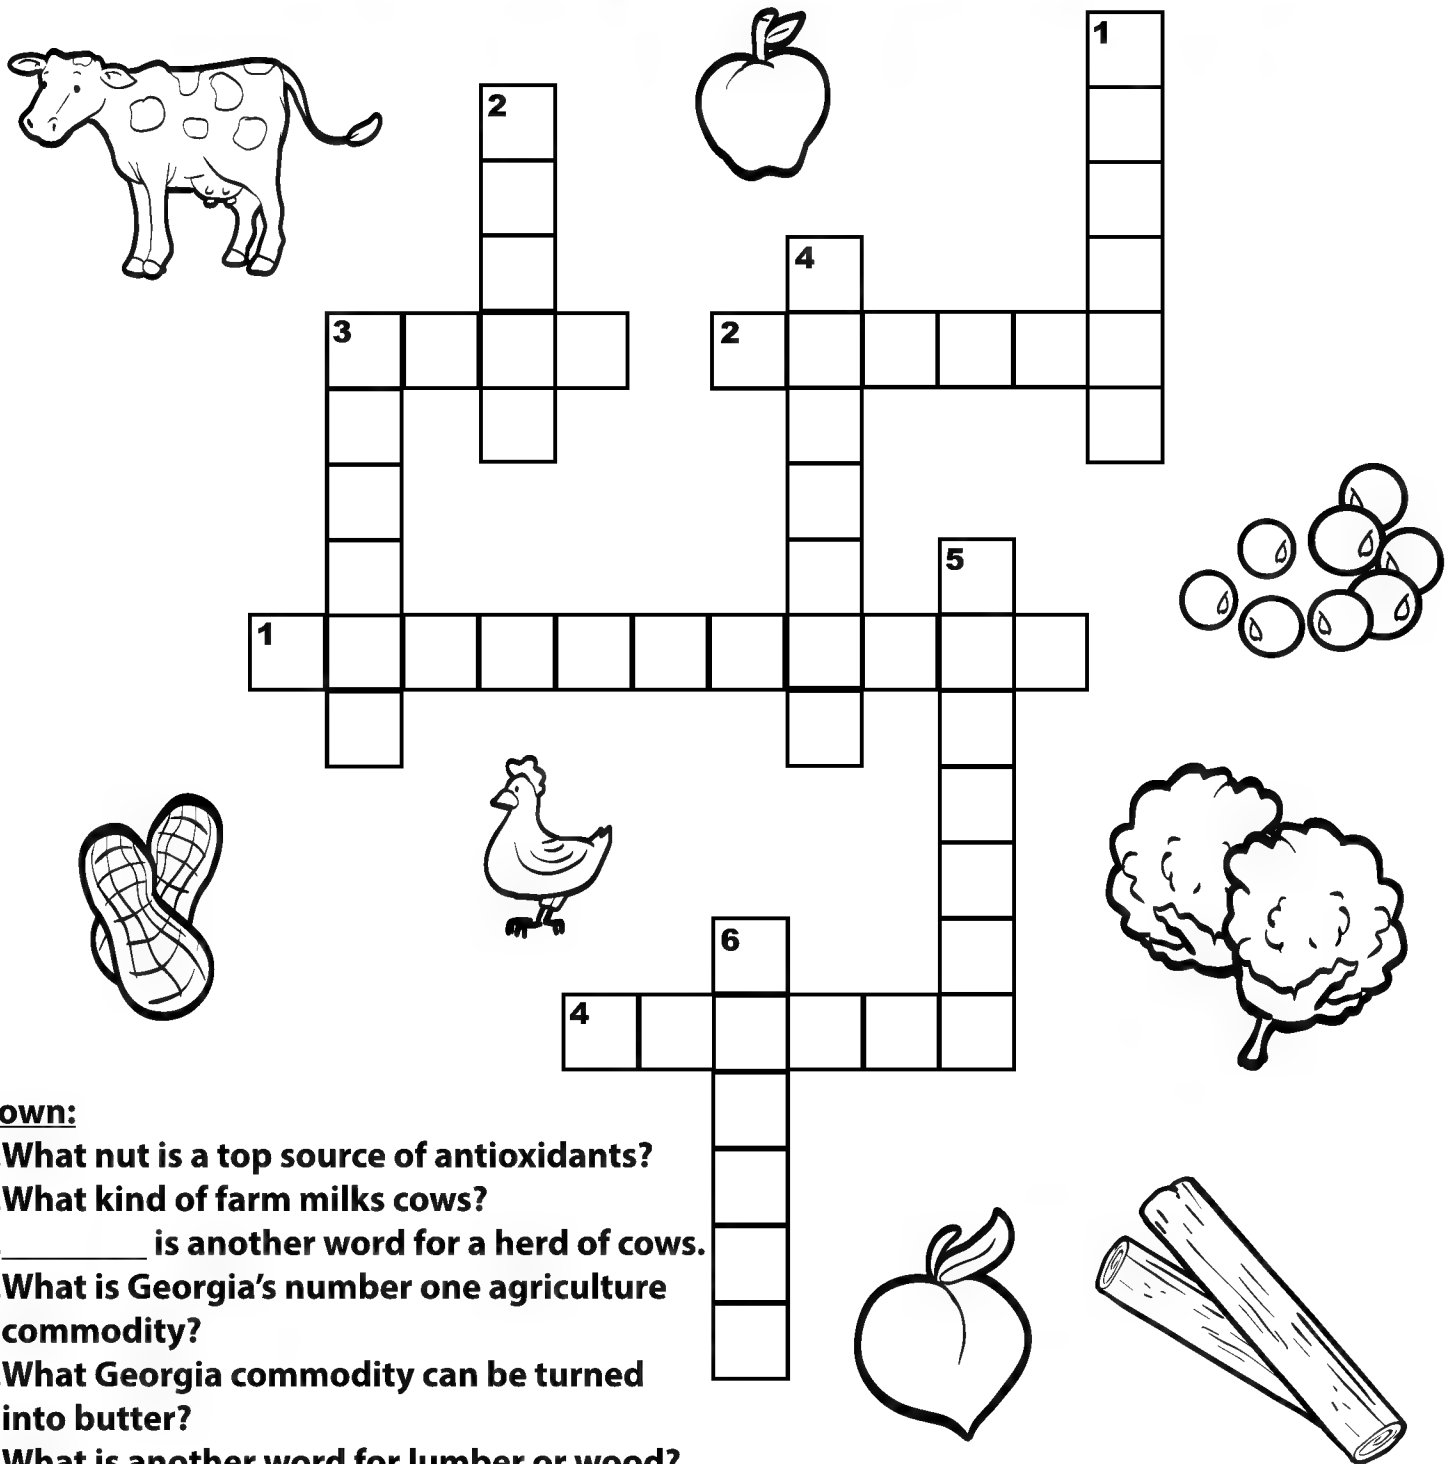 1
2
4
3
2
5
1
6
4
own:
What nut is a top source of antioxidants?
What kind of farm milks cows?
_________ is another word for a herd of cows.
What is Georgia’s number one agriculture
commodity?
What Georgia commodity can be turned
into butter?
What is another word for lumber or wood?